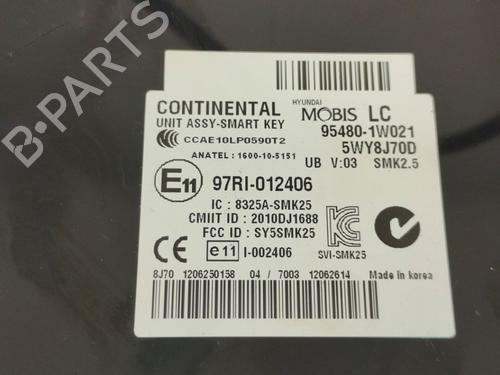 B-PARTS
CONTINENTAL HYUNDAI MOBIS LC
UNIT ASSY-SMART KEY 95480-1W021
CCAE10LP0590T2 5WY8J70D
ANATEL : 1600-10-5151 UB V:03 SMK2.5
E11 97RI-012406
IC : 8325A-SMK25
CMIIT ID : 2010DJ1688
FCC ID : SY5SMK25
CE e11 I-002406 SVI-SMK25
8J70 1206250158 04 / 7003 12062614 Made in korea